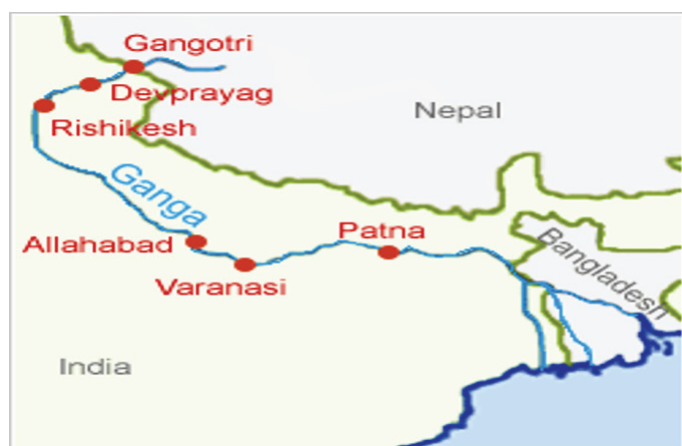 Gangotri
Devprayag
Nepal
Rishikesh
Ganga
Patna
Allahabad
Bangladesh
Varanasi
India